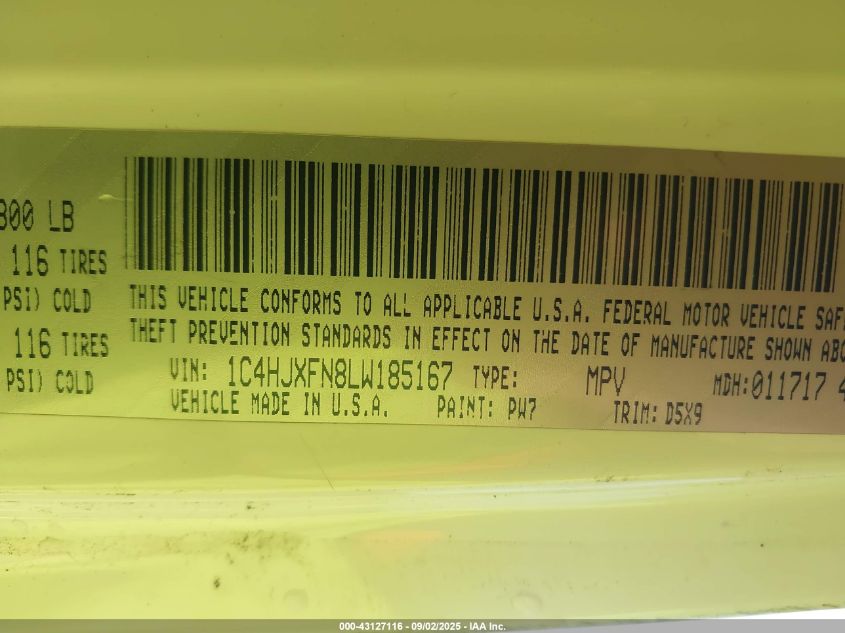 800 LB
116 TIRES
PSI) COLD
116 TIRES
PSI) COLD
THIS VEHICLE CONFORMS TO ALL APPLICABLE U.S.A. FEDERAL MOTOR VEHICLE SAF
THEFT PREVENTION STANDARDS IN EFFECT ON THE DATE OF MANUFACTURE SHOWN ABO
VIN: 1C4HJXFN8LW185167 TYPE: MPV MDH:011717 4
VEHICLE MADE IN U.S.A. PAINT: PW7 TRIM: D5X9
000-43127116 - 09/02/2025 - IAA Inc.